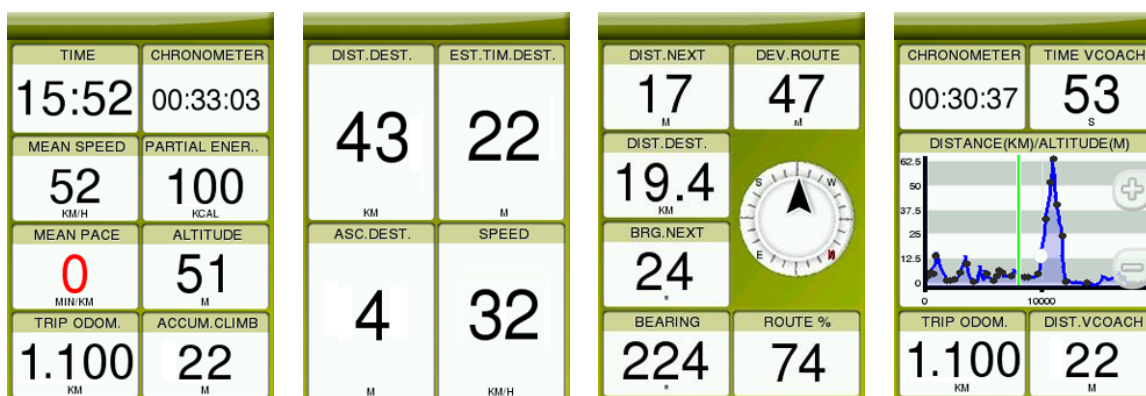 TIME
CHRONOMETER
15:52
00:33:03
MEAN SPEED
PARTIAL ENER..
52
KM/H
100
KCAL
MEAN PACE
ALTITUDE
0
MIN/KM
51
M
TRIP ODOM.
ACCUM.CLIMB
1.100
KM
22
M
DIST.DEST.
EST.TIM.DEST.
43
KM
22
M
ASC.DEST.
SPEED
4
M
32
KM/H
DIST.NEXT
DEV.ROUTE
17
M
47
M
DIST.DEST.
19.4
KM
S
W
E
N
BRG.NEXT
24
°
BEARING
ROUTE %
224
°
74
CHRONOMETER
TIME VCOACH
00:30:37
53
S
DISTANCE(KM)/ALTITUDE(M)
62.5
50
37.5
25
12.5
0
0
10000
TRIP ODOM.
DIST.VCOACH
1.100
KM
22
M